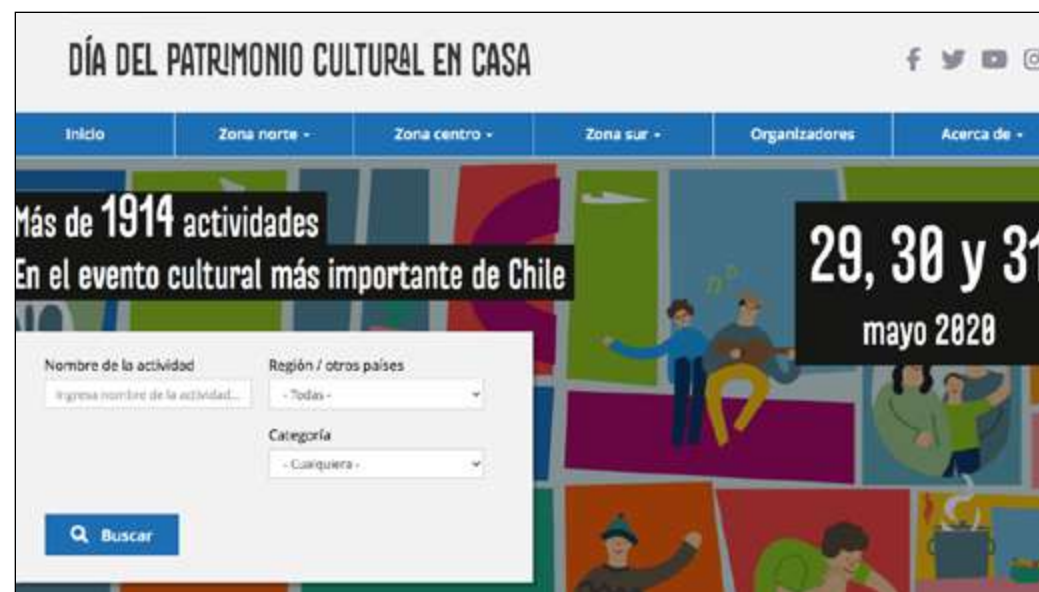 DÍA DEL PATRIMONIO CULTURAL EN CASA
Inicio
Zona norte
Zona centro
Zona sur
Organizadores
Acerca de
Más de 1914 actividades
En el evento cultural más importante de Chile
29, 30 y 31
mayo 2020
Nombre de la actividad
Región / otros países
Ingresa nombre de la actividad...
- Todas -
Categoría
- Cualquiera -
Buscar